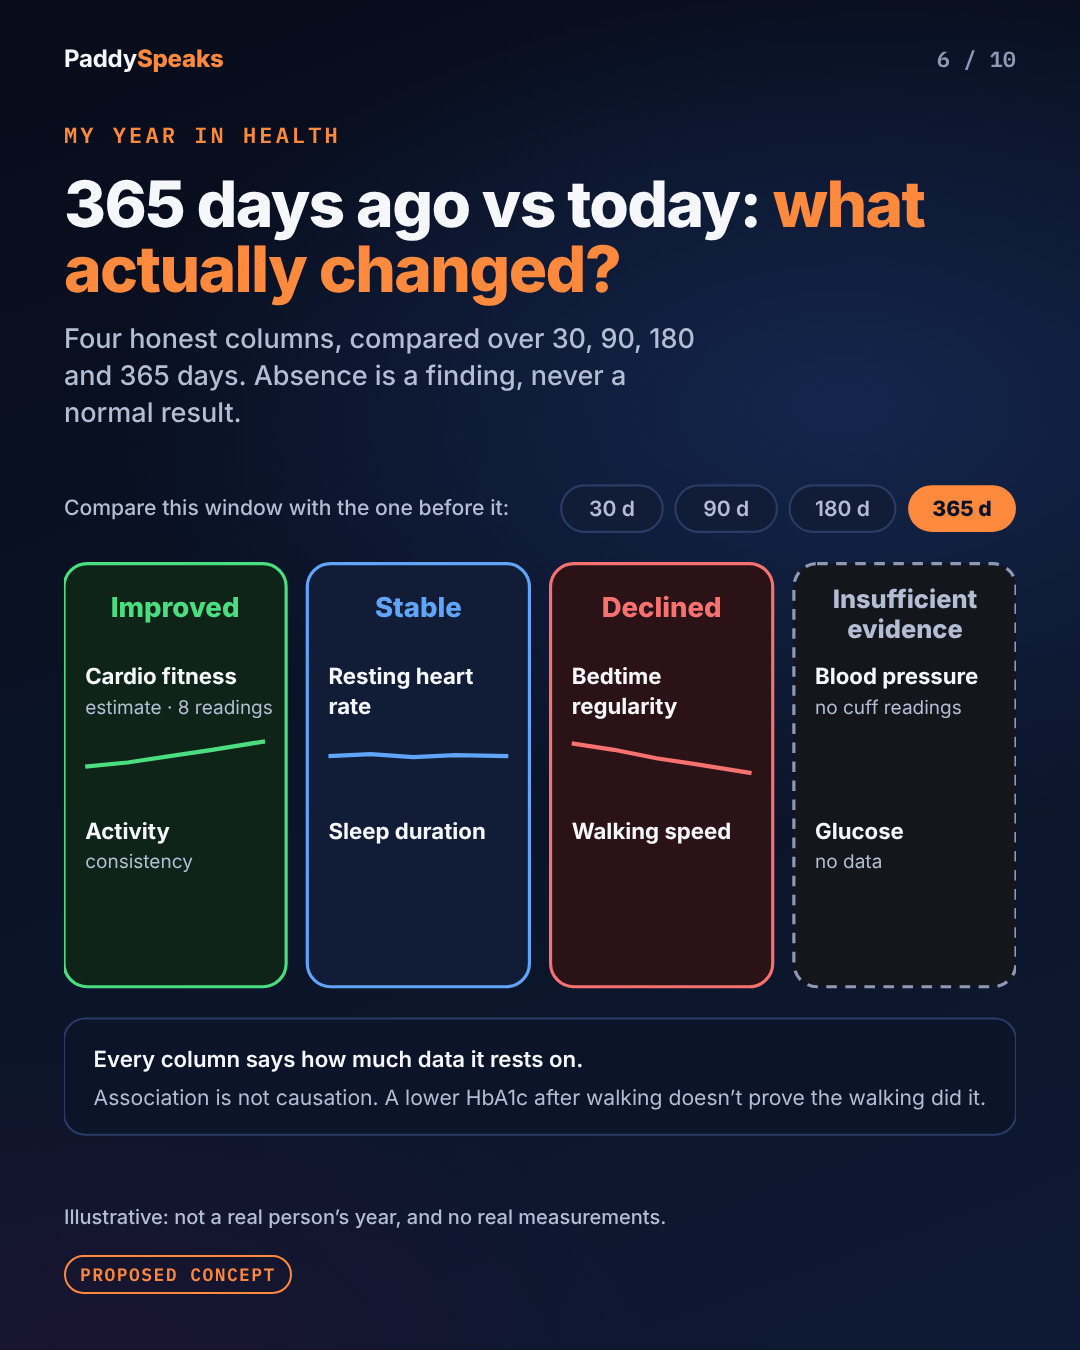 PaddySpeaks
6 / 10
MY YEAR IN HEALTH
365 days ago vs today: what
actually changed?
Four honest columns, compared over 30, 90, 180
and 365 days. Absence is a finding, never a
normal result.
Compare this window with the one before it:
30 d
90 d
180 d
365 d
Improved
Cardio fitness
estimate · 8 readings
Activity
consistency
Stable
Resting heart
rate
Sleep duration
Declined
Bedtime
regularity
Walking speed
Insufficient
evidence
Blood pressure
no cuff readings
Glucose
no data
Every column says how much data it rests on.
Association is not causation. A lower HbA1c after walking doesn’t prove the walking did it.
Illustrative: not a real person’s year, and no real measurements.
PROPOSED CONCEPT